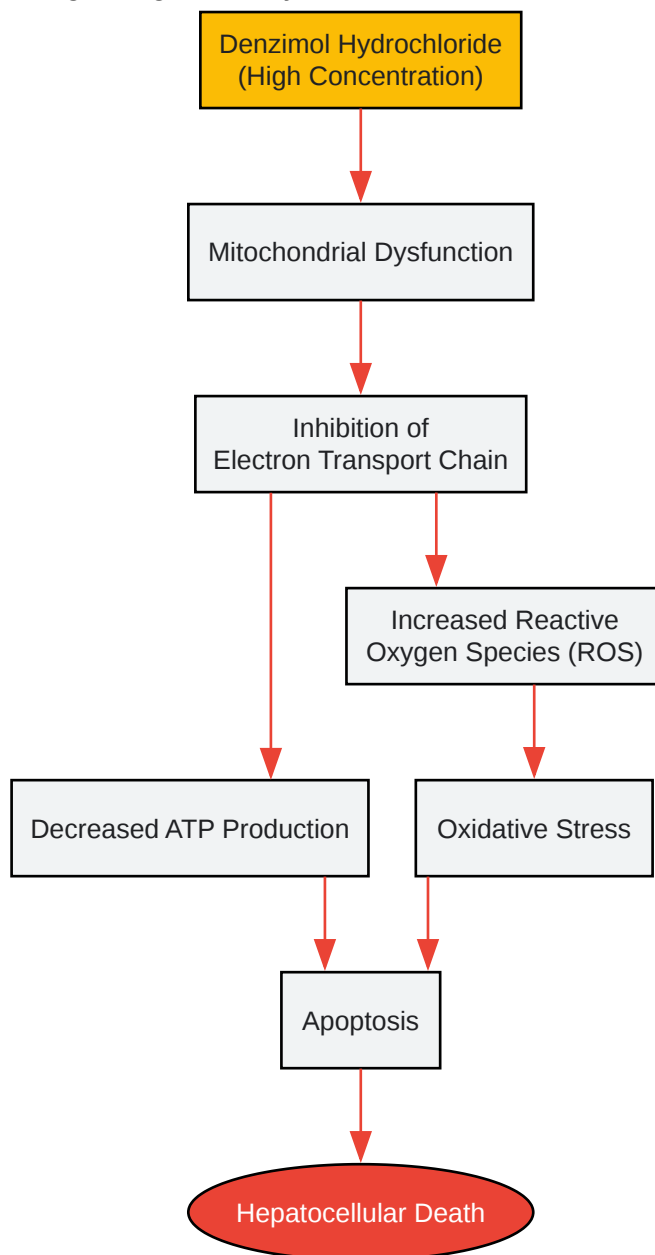 Denzimol Hydrochloride
(High Concentration)
Mitochondrial Dysfunction
Inhibition of
Electron Transport Chain
Increased Reactive
Oxygen Species (ROS)
Decreased ATP Production
Oxidative Stress
Apoptosis
Hepatocellular Death